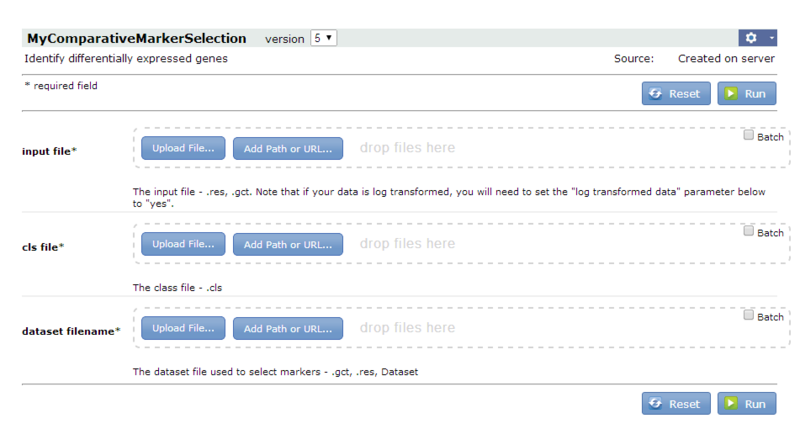 MyComparativeMarkerSelection version 5
Identify differentially expressed genes Source: Created on server
* required field Reset Run
Batch
input file* Upload File... Add Path or URL... drop files here
The input file - .res, .gct. Note that if your data is log transformed, you will need to set the "log transformed data" parameter below
to "yes".
Batch
cls file* Upload File... Add Path or URL... drop files here
The class file - .cls
Batch
dataset filename* Upload File... Add Path or URL... drop files here
The dataset file used to select markers - .gct, .res, Dataset
Reset Run